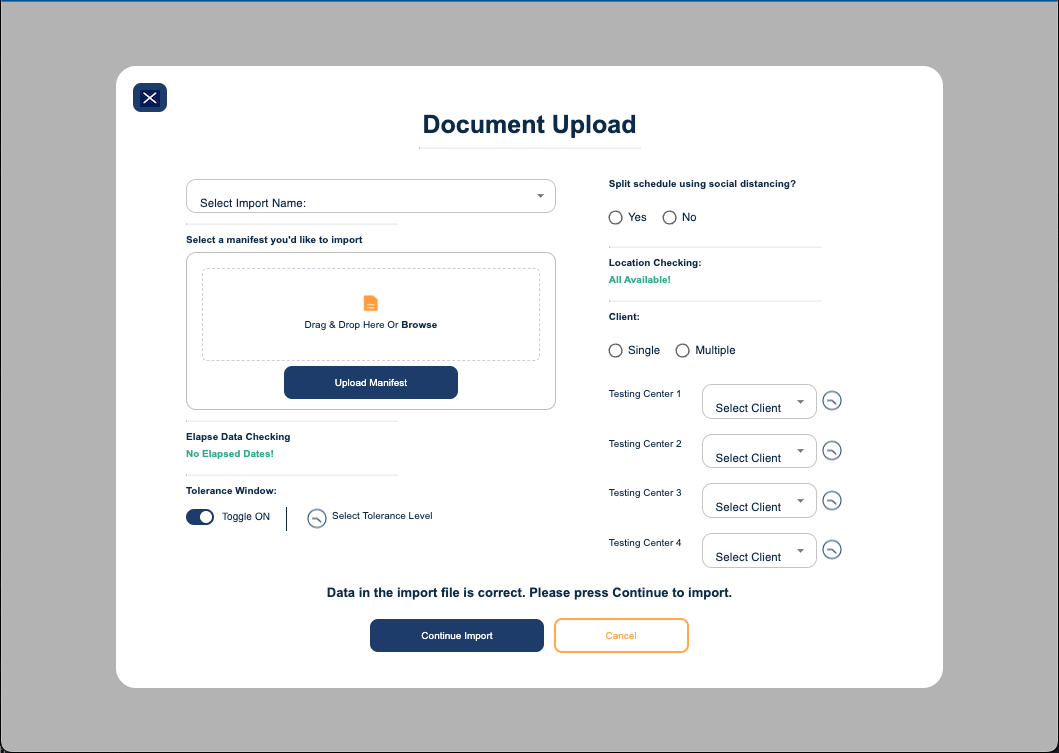 Document Upload
Select Import Name:
Select a manifest you'd like to import
Drag & Drop Here Or Browse
Upload Manifest
Elapse Data Checking
No Elapsed Dates!
Tolerance Window:
Toggle ON
Select Tolerance Level
Split schedule using social distancing?
Yes No
Location Checking:
All Available!
Client:
Single Multiple
Testing Center 1 Select Client
Testing Center 2 Select Client
Testing Center 3 Select Client
Testing Center 4 Select Client
Data in the import file is correct. Please press Continue to import.
Continue Import Cancel